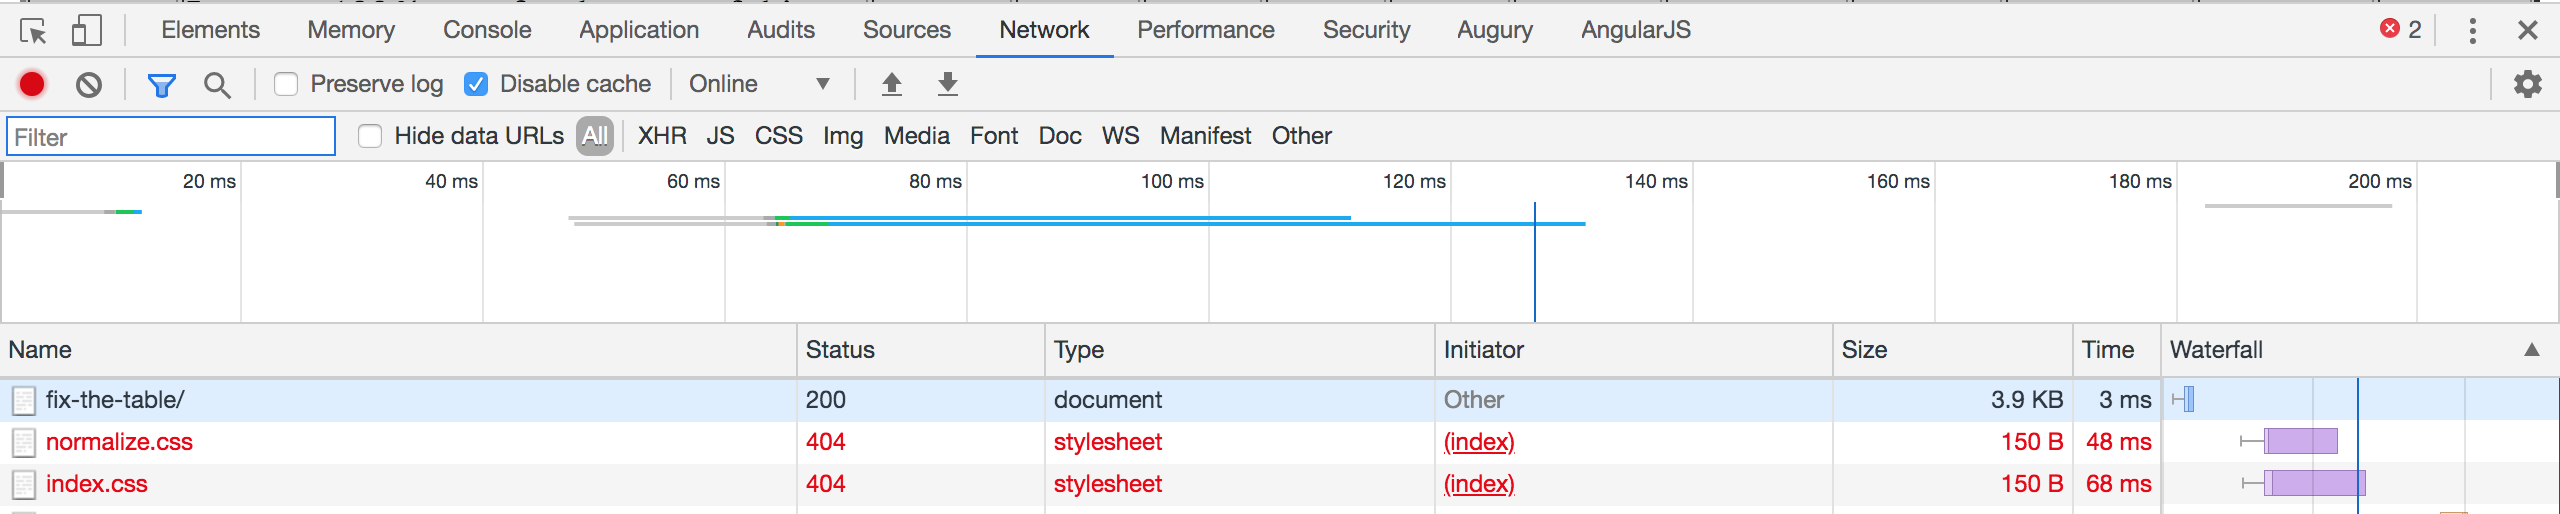 Elements Memory Console Application Audits Sources Network Performance Security Augury AngularJS 2
Preserve log Disable cache Online
Filter Hide data URLs All XHR JS CSS Img Media Font Doc WS Manifest Other
20 ms 40 ms 60 ms 80 ms 100 ms 120 ms 140 ms 160 ms 180 ms 200 ms
Name Status Type Initiator Size Time Waterfall
fix-the-table/ 200 document Other 3.9 KB 3 ms
normalize.css 404 stylesheet (index) 150 B 48 ms
index.css 404 stylesheet (index) 150 B 68 ms